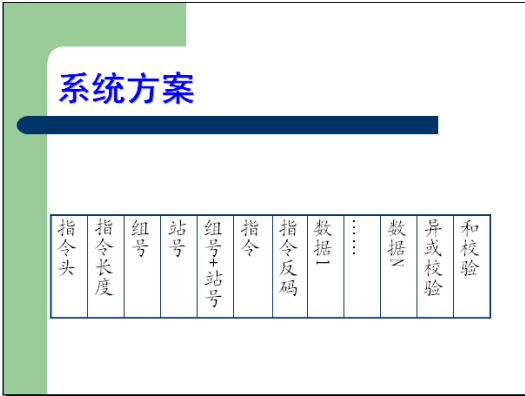 系统方案
指令头
指令长度
组号
站号
组号+站号
指令
指令反码
数据1
……
数据N
异或校验
和校验